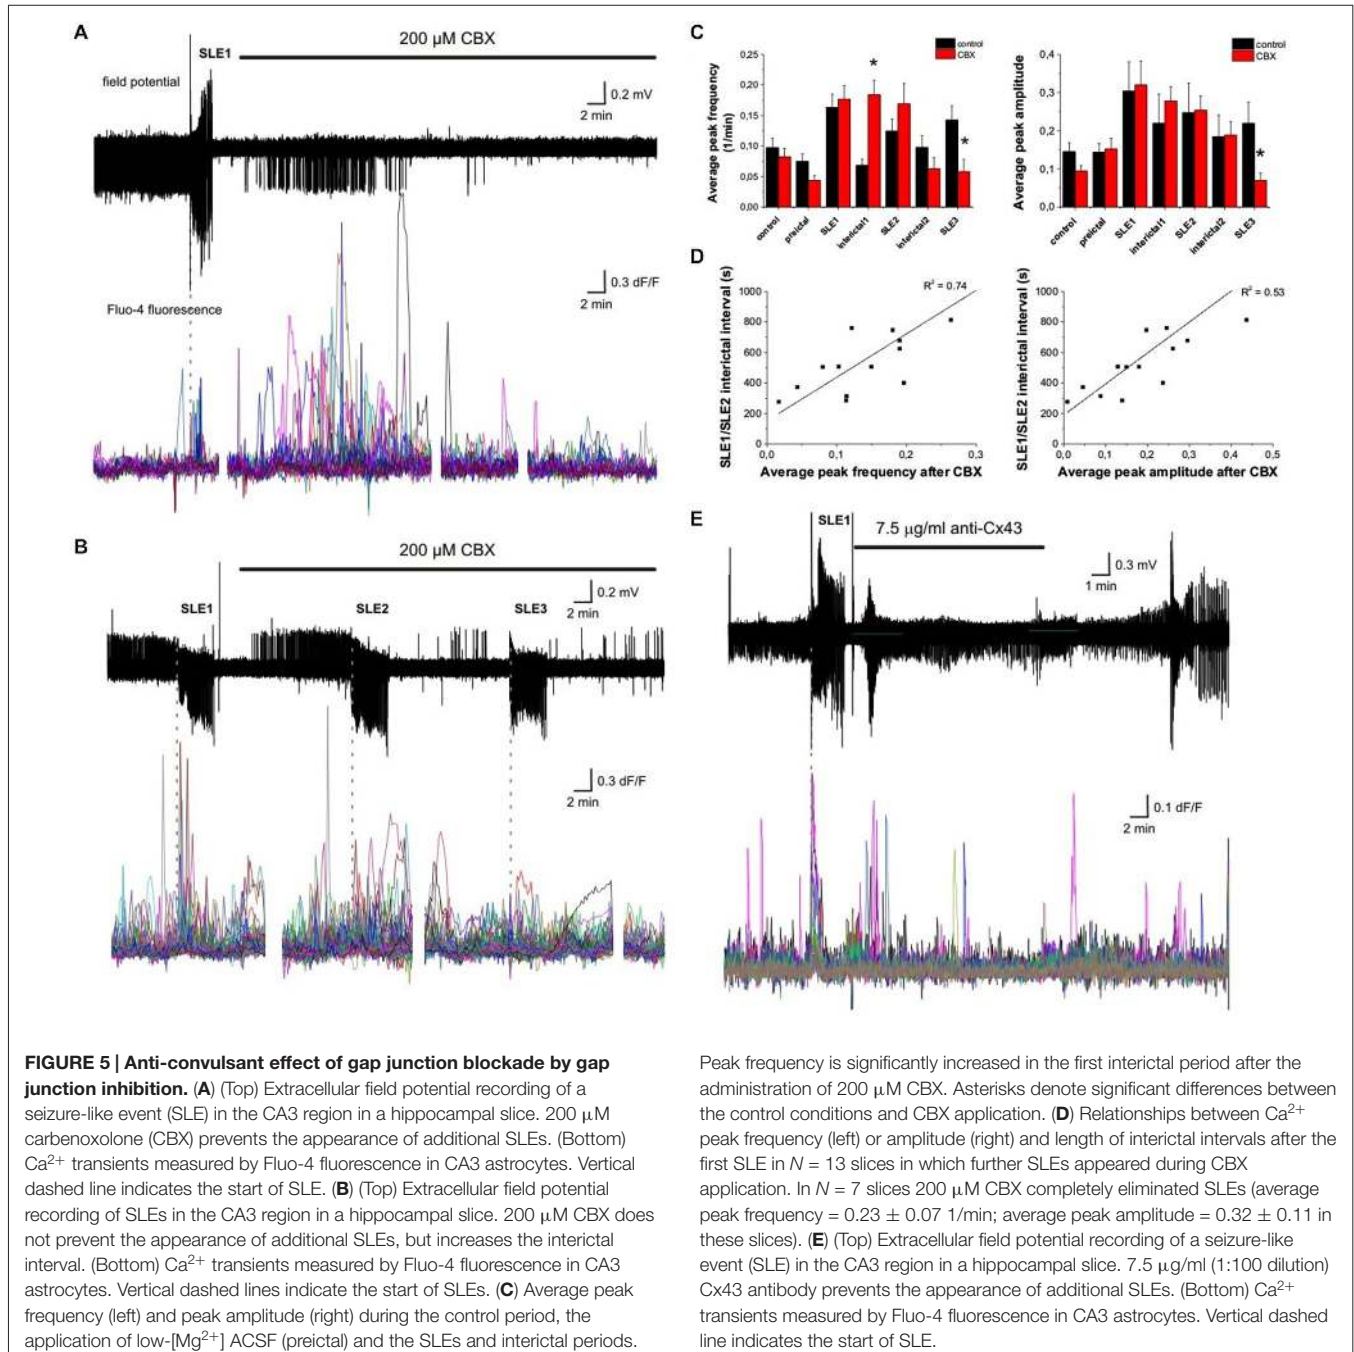 A
SLE1
200 μM CBX
field potential
0.2 mV
2 min
Fluo-4 fluorescence
0.3 dF/F
2 min
B
200 μM CBX
0.2 mV
2 min
SLE1
SLE2
SLE3
0.3 dF/F
2 min
C
control
CBX
Average peak frequency
(1/min)
0,25
0,20
0,15
0,10
0,05
0,00
*
*
control
preictal
SLE1
interictal1
SLE2
interictal2
SLE3
control
CBX
Average peak amplitude
0,4
0,3
0,2
0,1
0,0
*
control
preictal
SLE1
interictal1
SLE2
interictal2
SLE3
D
SLE1/SLE2 interictal interval (s)
1000
800
600
400
200
0
R² = 0.74
0,0
0,1
0,2
0,3
Average peak frequency after CBX
SLE1/SLE2 interictal interval (s)
1000
800
600
400
200
0
R² = 0.53
0,0
0,1
0,2
0,3
0,4
0,5
Average peak amplitude after CBX
E
SLE1
7.5 μg/ml anti-Cx43
0.3 mV
1 min
0.1 dF/F
2 min
FIGURE 5 | Anti-convulsant effect of gap junction blockade by gap
junction inhibition. (A) (Top) Extracellular field potential recording of a
seizure-like event (SLE) in the CA3 region in a hippocampal slice. 200 μM
carbenoxolone (CBX) prevents the appearance of additional SLEs. (Bottom)
Ca²⁺ transients measured by Fluo-4 fluorescence in CA3 astrocytes. Vertical
dashed line indicates the start of SLE. (B) (Top) Extracellular field potential
recording of SLEs in the CA3 region in a hippocampal slice. 200 μM CBX does
not prevent the appearance of additional SLEs, but increases the interictal
interval. (Bottom) Ca²⁺ transients measured by Fluo-4 fluorescence in CA3
astrocytes. Vertical dashed lines indicate the start of SLEs. (C) Average peak
frequency (left) and peak amplitude (right) during the control period, the
application of low-[Mg²⁺] ACSF (preictal) and the SLEs and interictal periods.
Peak frequency is significantly increased in the first interictal period after the
administration of 200 μM CBX. Asterisks denote significant differences between
the control conditions and CBX application. (D) Relationships between Ca²⁺
peak frequency (left) or amplitude (right) and length of interictal intervals after the
first SLE in N = 13 slices in which further SLEs appeared during CBX
application. In N = 7 slices 200 μM CBX completely eliminated SLEs (average
peak frequency = 0.23 ± 0.07 1/min; average peak amplitude = 0.32 ± 0.11 in
these slices). (E) (Top) Extracellular field potential recording of a seizure-like
event (SLE) in the CA3 region in a hippocampal slice. 7.5 μg/ml (1:100 dilution)
Cx43 antibody prevents the appearance of additional SLEs. (Bottom) Ca²⁺
transients measured by Fluo-4 fluorescence in CA3 astrocytes. Vertical dashed
line indicates the start of SLE.